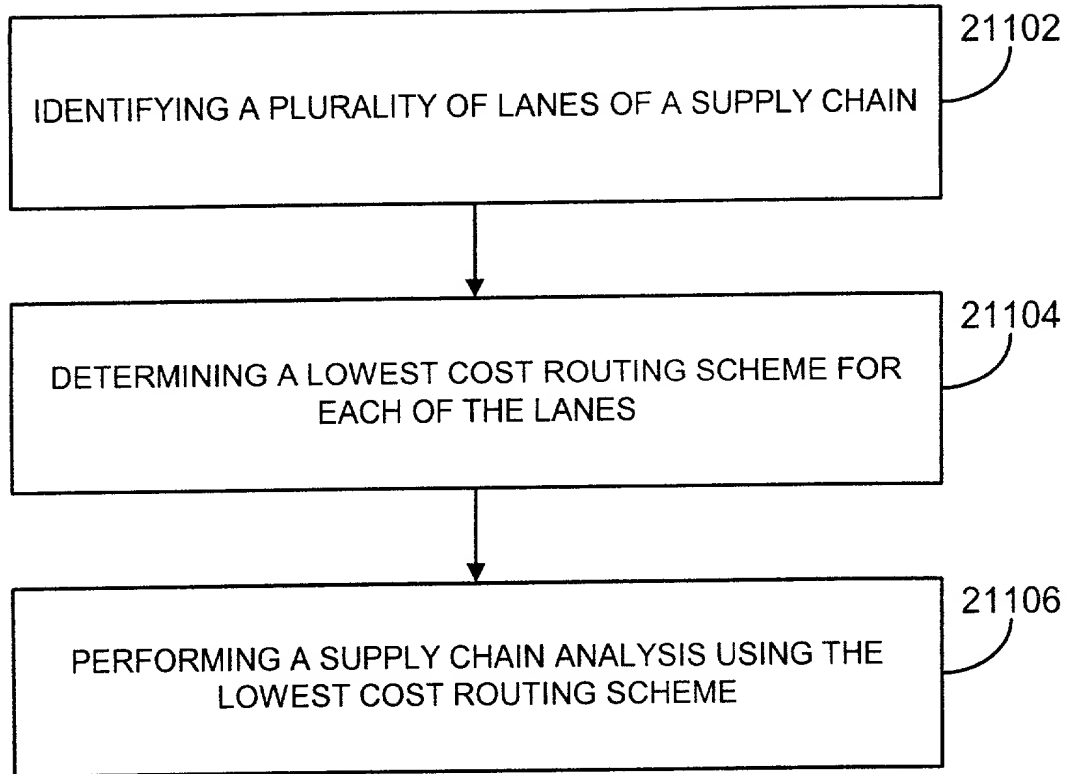 21102
IDENTIFYING A PLURALITY OF LANES OF A SUPPLY CHAIN
21104
DETERMINING A LOWEST COST ROUTING SCHEME FOR
EACH OF THE LANES
21106
PERFORMING A SUPPLY CHAIN ANALYSIS USING THE
LOWEST COST ROUTING SCHEME